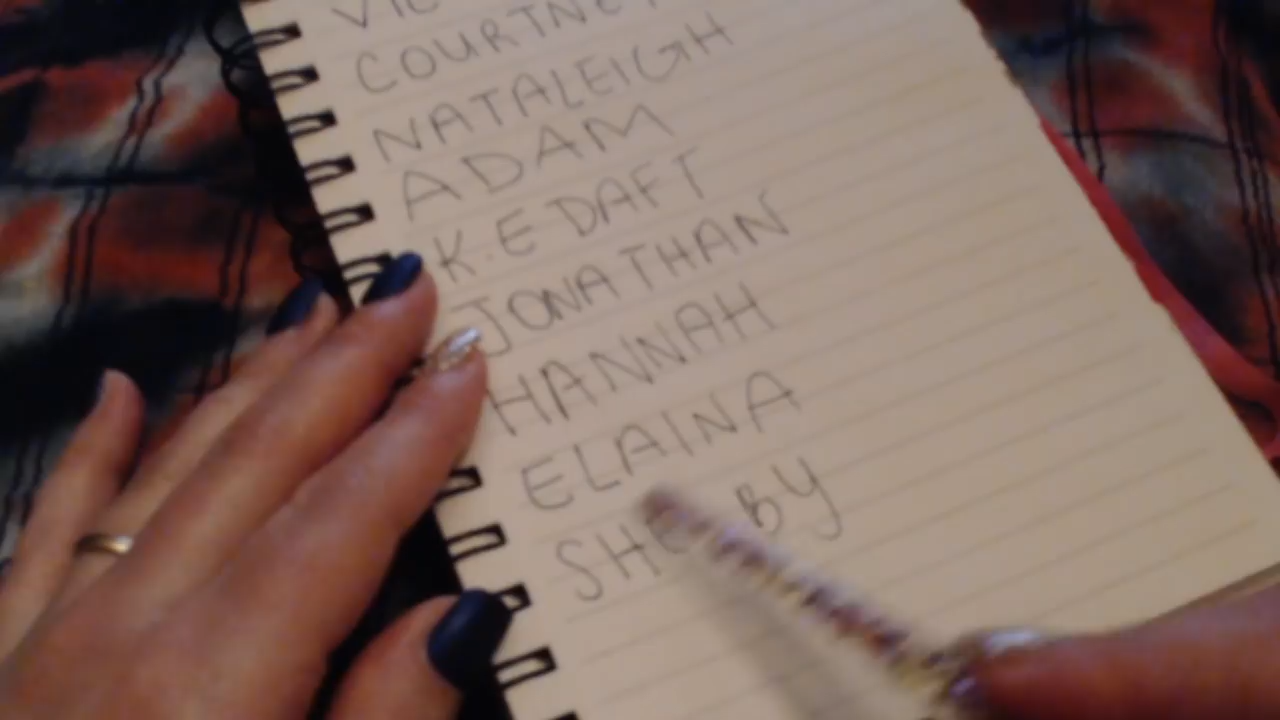 COURTNEY
NATALEIGH
ADAM
K.E DAFT
JONATHAN
HANNAH
ELAINA